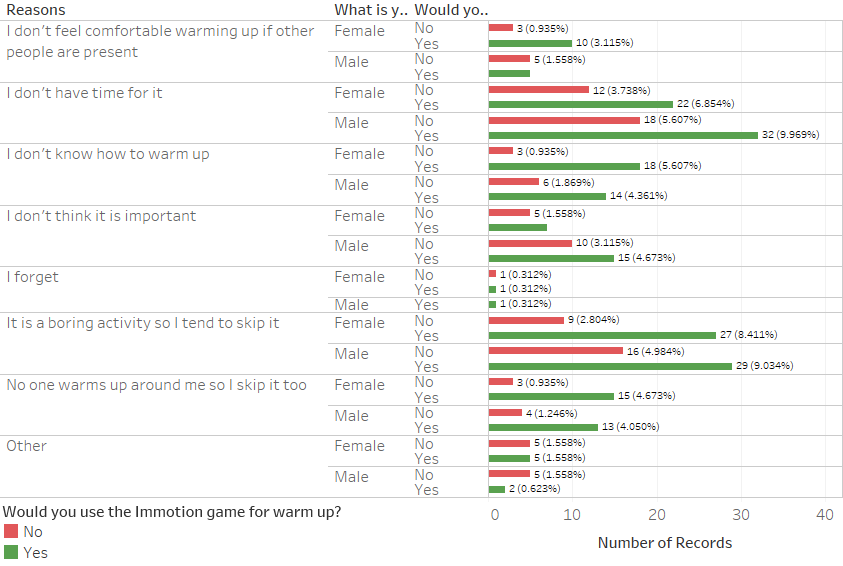 Reasons What is y.. Would yo..
I don't feel comfortable warming up if other people are present Female No 3 (0.935%)
Yes 10 (3.115%)
Male No 5 (1.558%)
Yes
I don't have time for it Female No 12 (3.738%)
Yes 22 (6.854%)
Male No 18 (5.607%)
Yes 32 (9.969%)
I don't know how to warm up Female No 3 (0.935%)
Yes 18 (5.607%)
Male No 6 (1.869%)
Yes 14 (4.361%)
I don't think it is important Female No 5 (1.558%)
Yes
Male No 10 (3.115%)
Yes 15 (4.673%)
I forget Female No 1 (0.312%)
Yes 1 (0.312%)
Male Yes 1 (0.312%)
It is a boring activity so I tend to skip it Female No 9 (2.804%)
Yes 27 (8.411%)
Male No 16 (4.984%)
Yes 29 (9.034%)
No one warms up around me so I skip it too Female No 3 (0.935%)
Yes 15 (4.673%)
Male No 4 (1.246%)
Yes 13 (4.050%)
Other Female No 5 (1.558%)
Yes 5 (1.558%)
Male No 5 (1.558%)
Yes 2 (0.623%)
0 10 20 30 40
Number of Records
Would you use the Immotion game for warm up?
No
Yes